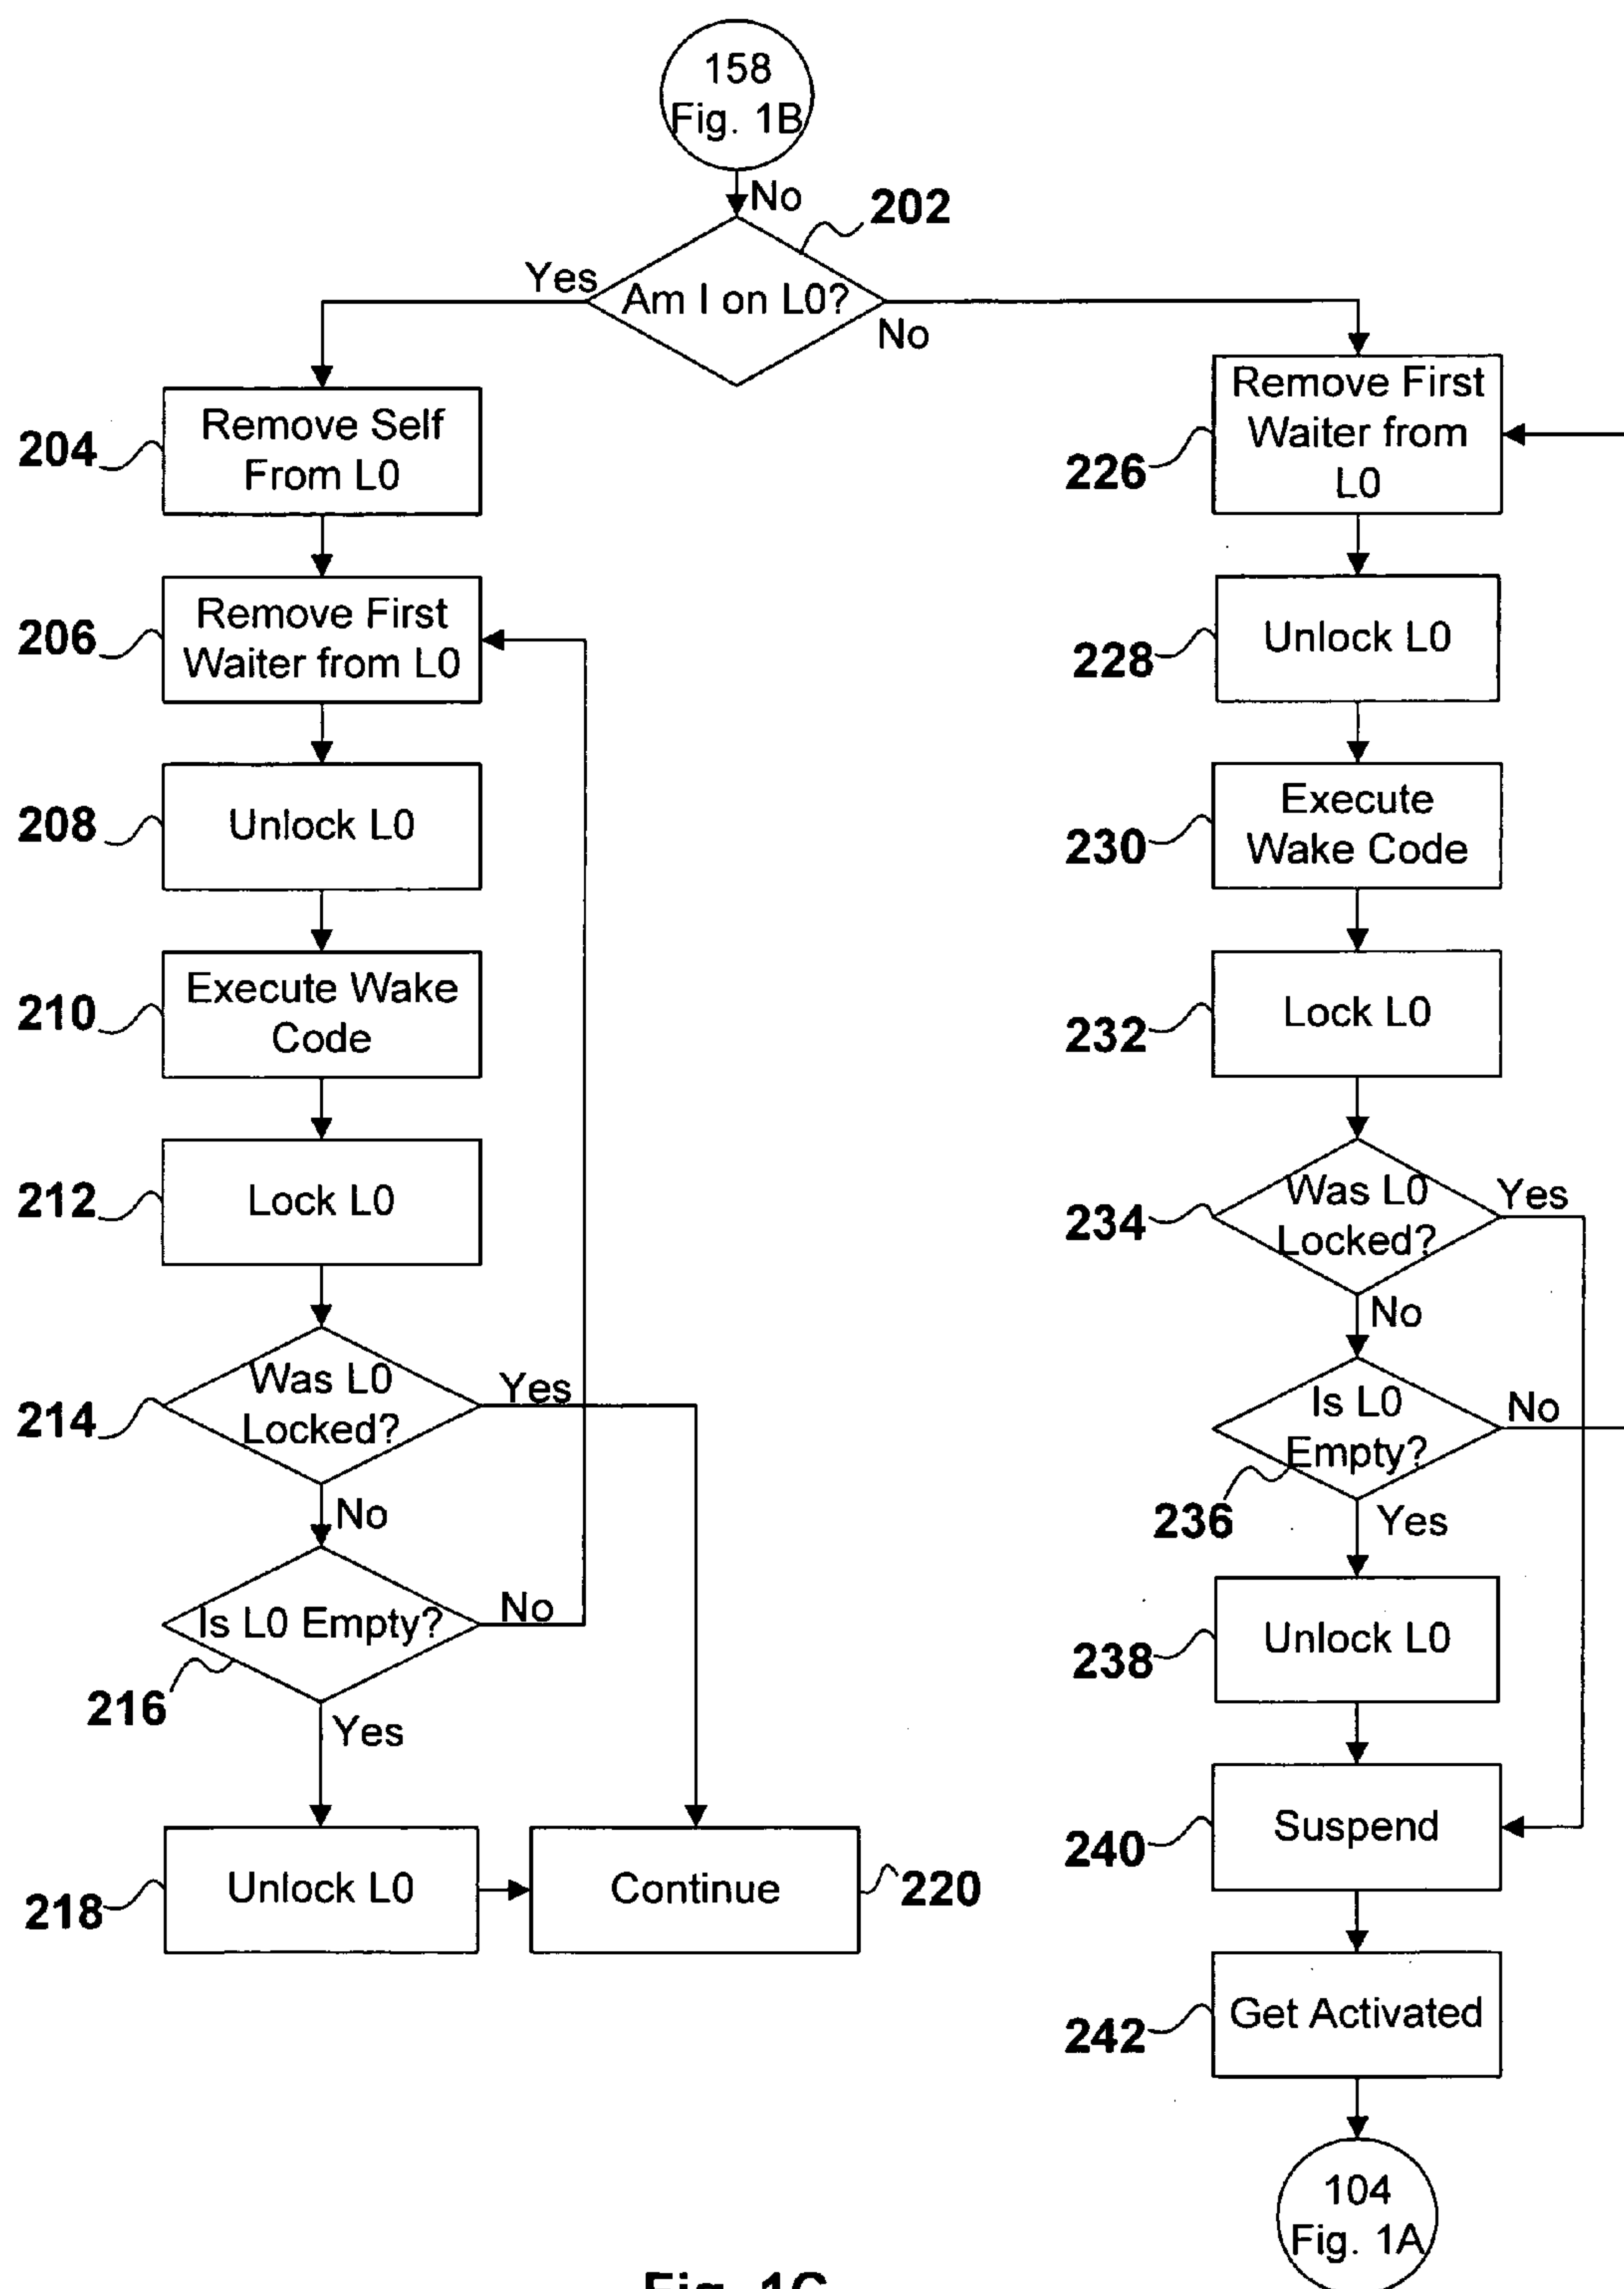 158
Fig. 1B
No
202
Yes
Am I on L0?
No
204
Remove Self
From L0
206
Remove First
Waiter from L0
208
Unlock L0
210
Execute Wake
Code
212
Lock L0
214
Was L0
Locked?
Yes
No
Is L0 Empty?
No
216
Yes
218
Unlock L0
Continue
220
226
Remove First
Waiter from
L0
228
Unlock L0
230
Execute
Wake Code
232
Lock L0
234
Was L0
Locked?
Yes
No
Is L0
Empty?
No
236
Yes
238
Unlock L0
240
Suspend
242
Get Activated
104
Fig. 1A
Fig. 1C